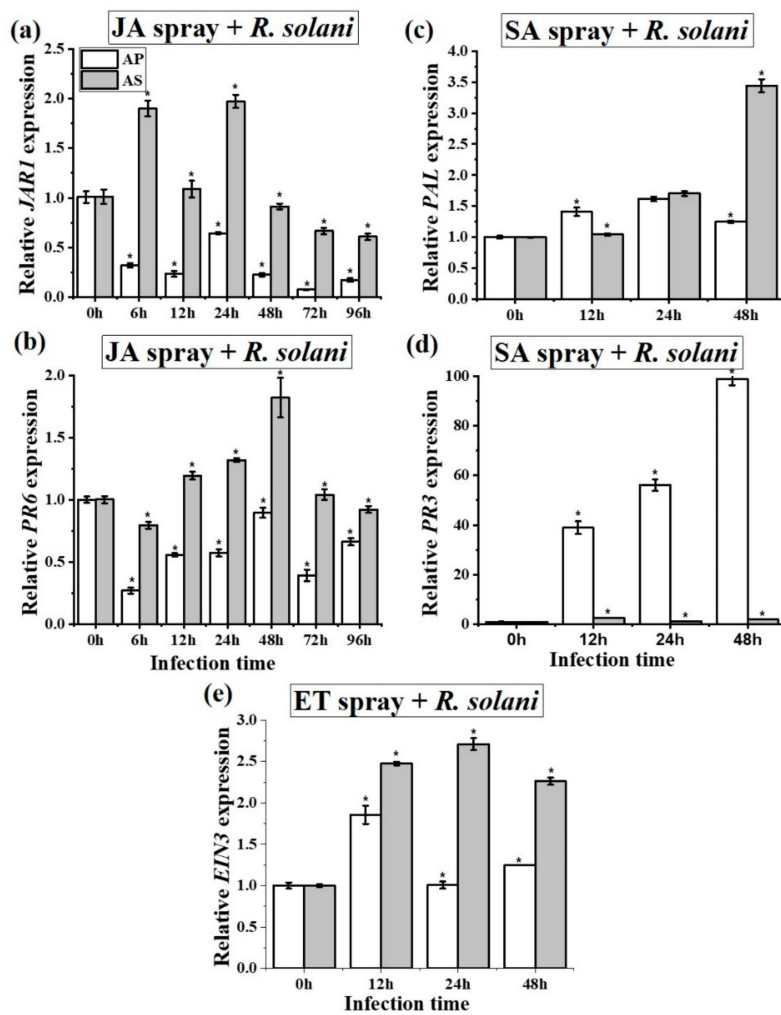 (a)
JA spray + R. solani
AP
AS
Relative JAR1 expression
2.5
2.0
1.5
1.0
0.5
0.0
* * * * * * * * * * * *
0h 6h 12h 24h 48h 72h 96h
(c)
SA spray + R. solani
Relative PAL expression
4.0
3.5
3.0
2.5
2.0
1.5
1.0
0.5
0.0
* * * *
0h 12h 24h 48h
(b)
JA spray + R. solani
Relative PR6 expression
2.0
1.5
1.0
0.5
0.0
* * * * * * * * * * * *
0h 6h 12h 24h 48h 72h 96h
Infection time
(d)
SA spray + R. solani
Relative PR3 expression
100
80
60
40
20
0
* * * * * *
0h 12h 24h 48h
Infection time
(e)
ET spray + R. solani
Relative EIN3 expression
3.0
2.5
2.0
1.5
1.0
0.5
0.0
* * * * * *
0h 12h 24h 48h
Infection time